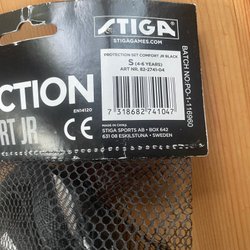 STIGA
STIGAGAMES.COM
PROTECTION SET COMFORT JR BLACK
S (4-6 YEARS)
ART NR. 82-2741-04
7 318682 741047
BATCH NO: PO-1-116960
CTION
RT JR
EN14120
CE
MADE IN CHINA
STIGA SPORTS AB • BOX 642
631 08 ESKILSTUNA • SWEDEN